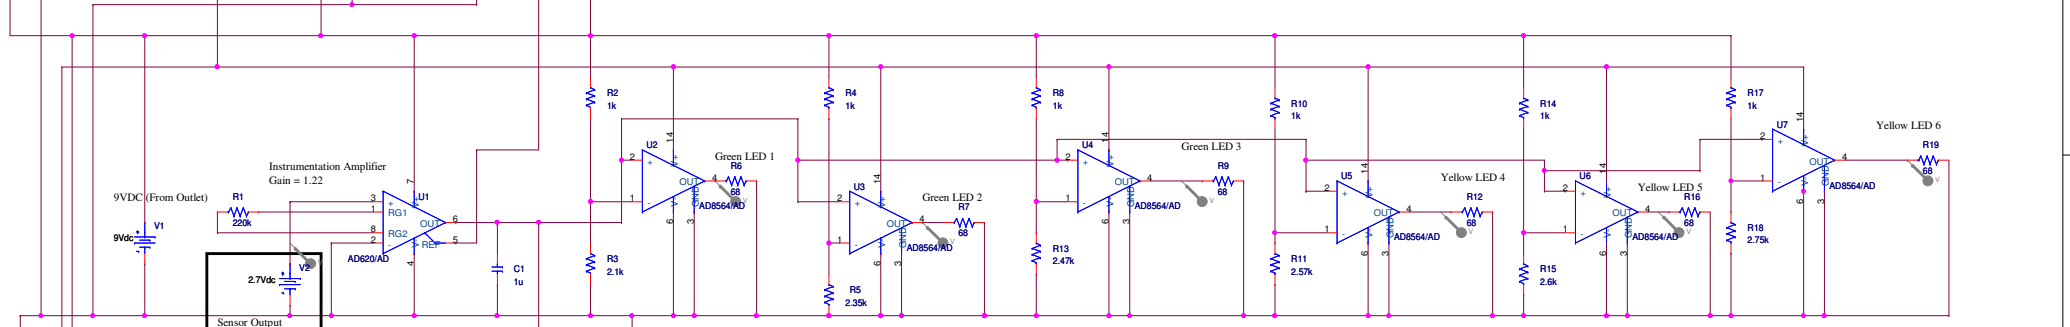 9VDC (From Outlet)
V1
9Vdc
R1
220k
Instrumentation Amplifier
Gain = 1.22
3
1
8
2
+
RG1
RG2
-
7
V+
U1
OUT
REF
6
5
V-
4
AD620/AD
V2
2.7Vdc
V
Sensor Output
C1
1u
R2
1k
R3
2.1k
U2
2
1
+
-
14
V+
OUT
4
V-
GND
6
3
AD8564/AD
Green LED 1
R6
68
V
R4
1k
R5
2.35k
U3
2
1
+
-
14
V+
OUT
4
V-
GND
6
3
AD8564/AD
Green LED 2
R7
68
V
R8
1k
R13
2.47k
U4
2
1
+
-
14
V+
OUT
4
V-
GND
6
3
AD8564/AD
Green LED 3
R9
68
V
R10
1k
R11
2.57k
U5
2
1
+
-
14
V+
OUT
4
V-
GND
6
3
AD8564/AD
Yellow LED 4
R12
68
V
R14
1k
R15
2.6k
U6
2
1
+
-
14
V+
OUT
4
V-
GND
6
3
AD8564/AD
Yellow LED 5
R16
68
V
R17
1k
R18
2.75k
U7
2
1
+
-
14
V+
OUT
4
V-
GND
6
3
AD8564/AD
Yellow LED 6
R19
68
V